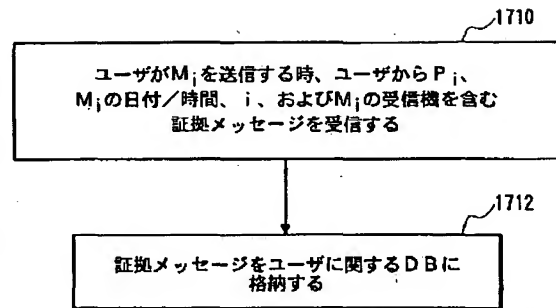 1710
ユーザがMiを送信する時、ユーザからPi、
Miの日付／時間、i、およびMiの受信機を含む
証拠メッセージを受信する
1712
証拠メッセージをユーザに関するDBに
格納する